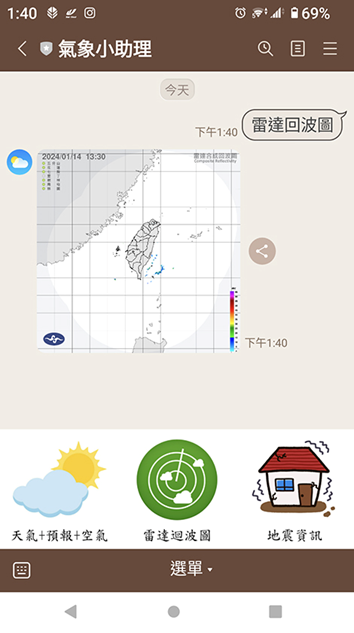 1:40
69%
氣象小助理
今天
下午1:40
雷達回波圖
2024/01/14 13:30
雷達合成回波圖
Composite Reflectivity
下午1:40
天氣+預報+空氣
雷達迴波圖
地震資訊
選單